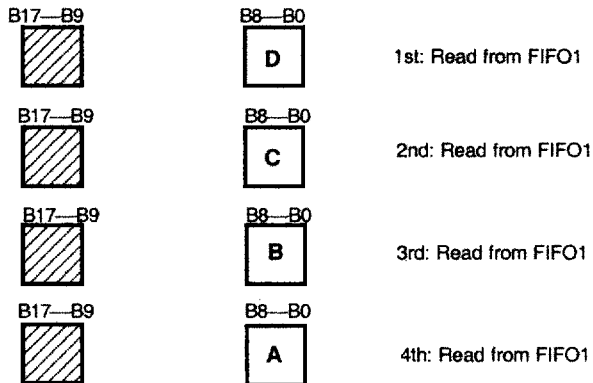 B17—B9 B8—B0
D 1st: Read from FIFO1
B17—B9 B8—B0
C 2nd: Read from FIFO1
B17—B9 B8—B0
B 3rd: Read from FIFO1
B17—B9 B8—B0
A 4th: Read from FIFO1